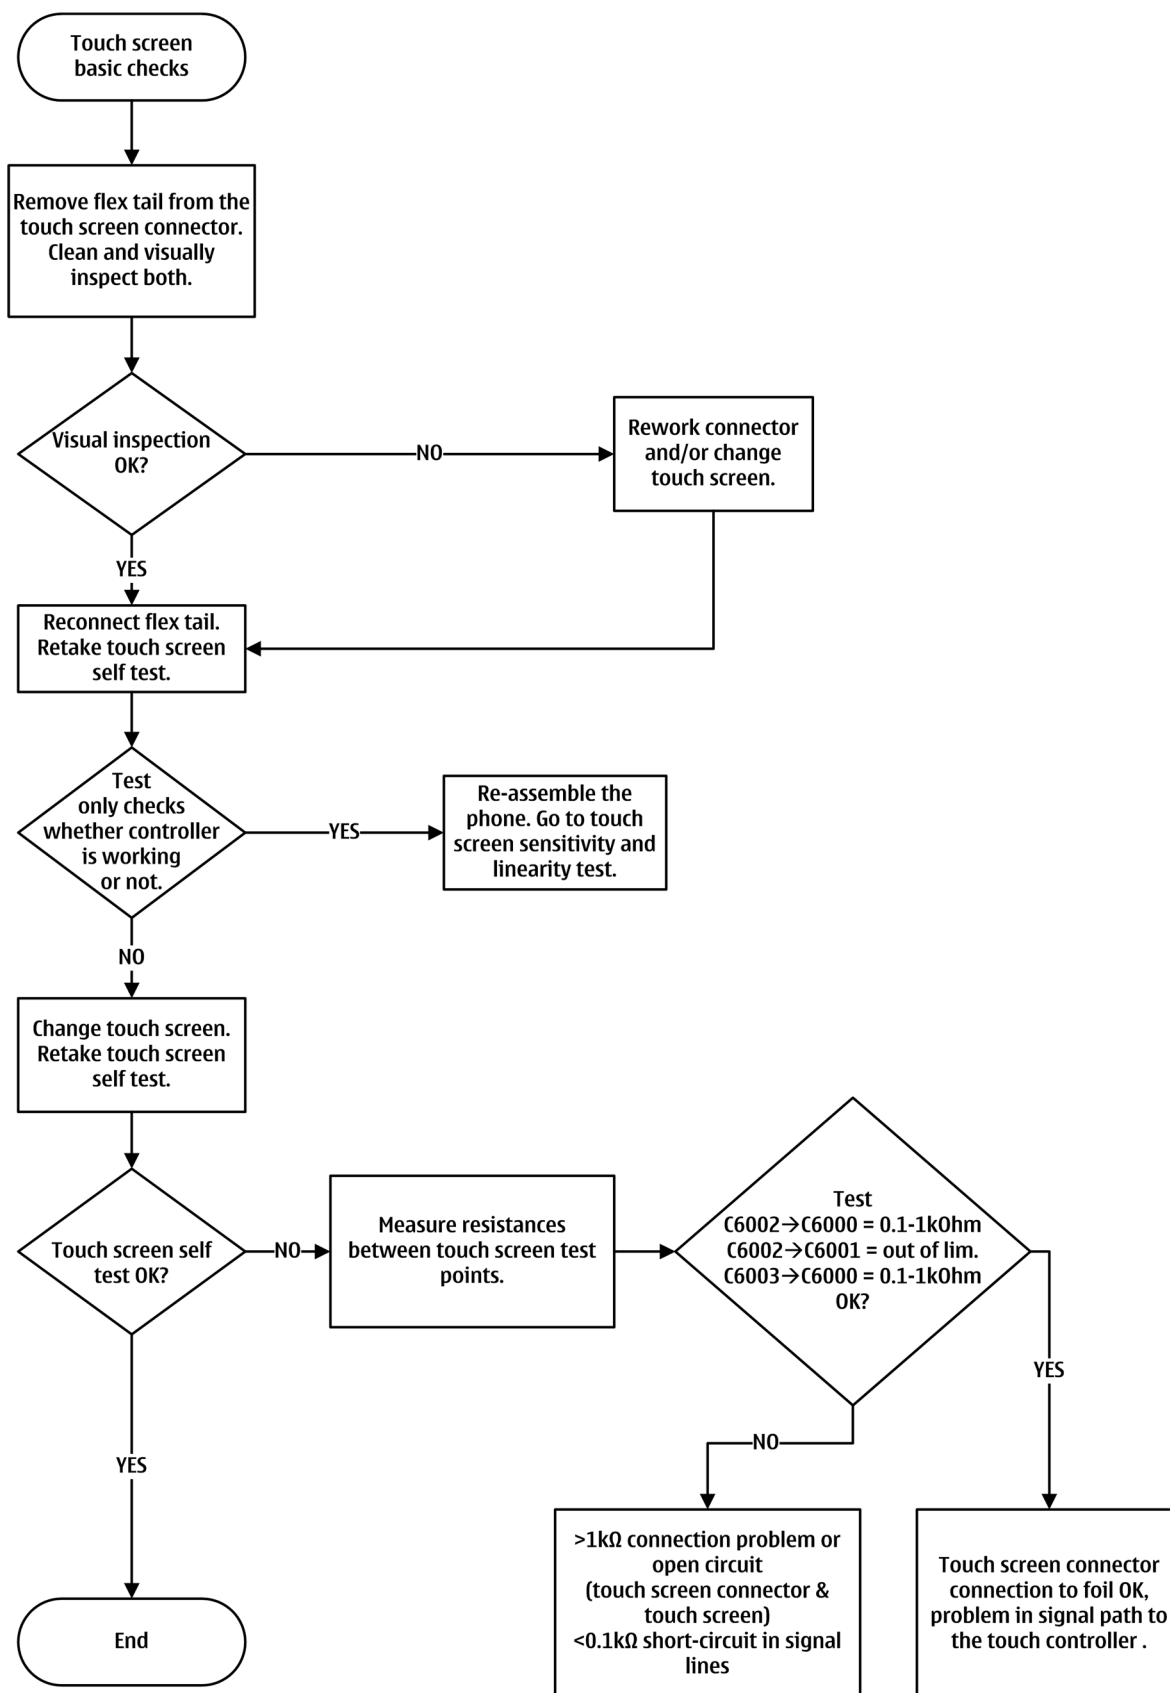 Touch screen
basic checks
Remove flex tail from the
touch screen connector.
Clean and visually
inspect both.
Visual inspection
OK?
NO
Rework connector
and/or change
touch screen.
YES
Reconnect flex tail.
Retake touch screen
self test.
Test
only checks
whether controller
is working
or not.
YES
Re-assemble the
phone. Go to touch
screen sensitivity and
linearity test.
NO
Change touch screen.
Retake touch screen
self test.
Touch screen self
test OK?
NO
Measure resistances
between touch screen test
points.
Test
C6002→C6000 = 0.1-1kOhm
C6002→C6001 = out of lim.
C6003→C6000 = 0.1-1kOhm
OK?
YES
NO
YES
>1kΩ connection problem or
open circuit
(touch screen connector &
touch screen)
<0.1kΩ short-circuit in signal
lines
Touch screen connector
connection to foil OK,
problem in signal path to
the touch controller .
End